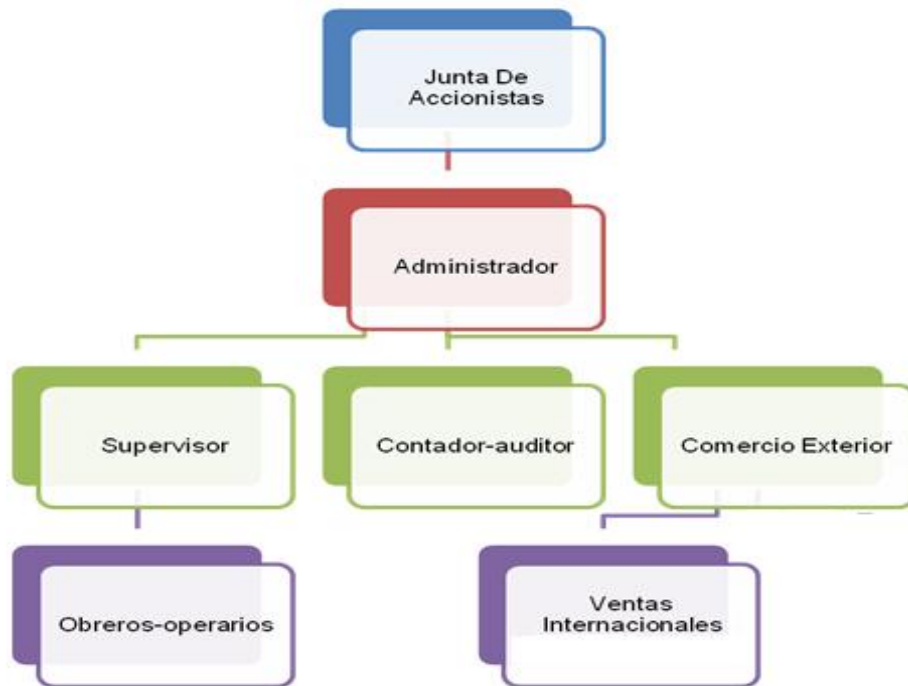 Junta De
Accionistas
Administrador
Supervisor
Contador-auditor
Comercio Exterior
Obreros-operarios
Ventas
Internacionales